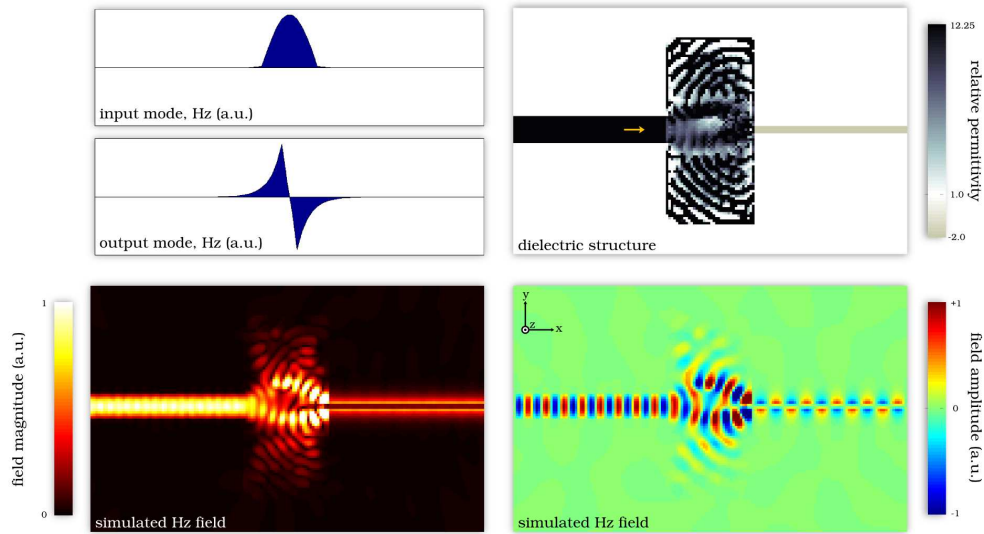 input mode, Hz (a.u.)
output mode, Hz (a.u.)
dielectric structure
12.25
1.0
-2.0
relative permittivity
field magnitude (a.u.)
1
0
simulated Hz field
y
z
x
simulated Hz field
+1
0
-1
field amplitude (a.u.)